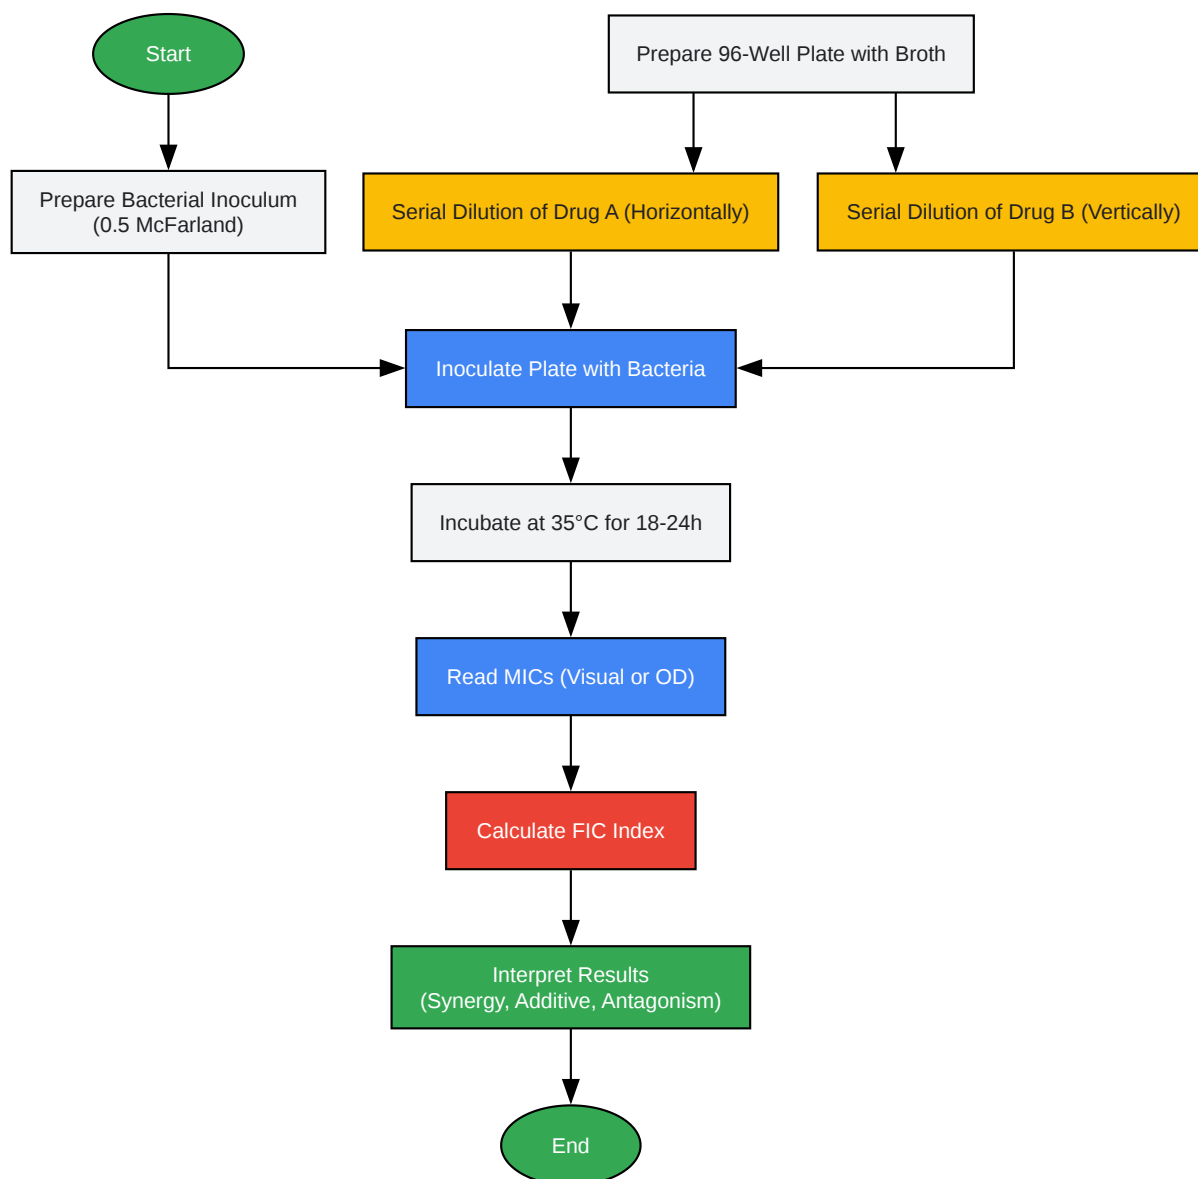 Start
Prepare 96-Well Plate with Broth
Prepare Bacterial Inoculum
(0.5 McFarland)
Serial Dilution of Drug A (Horizontally)
Serial Dilution of Drug B (Vertically)
Inoculate Plate with Bacteria
Incubate at 35°C for 18-24h
Read MICs (Visual or OD)
Calculate FIC Index
Interpret Results
(Synergy, Additive, Antagonism)
End